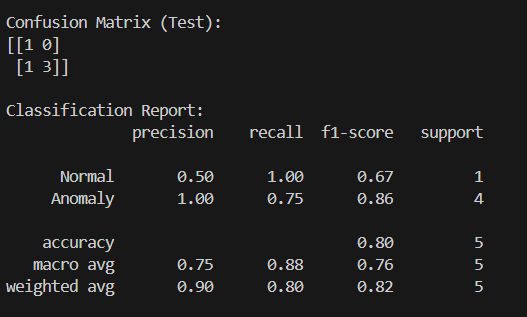 Confusion Matrix (Test):
[[1 0]
 [1 3]]
Classification Report:
              precision    recall  f1-score   support
      Normal       0.50      1.00      0.67         1
     Anomaly       1.00      0.75      0.86         4
    accuracy                           0.80         5
   macro avg       0.75      0.88      0.76         5
weighted avg       0.90      0.80      0.82         5